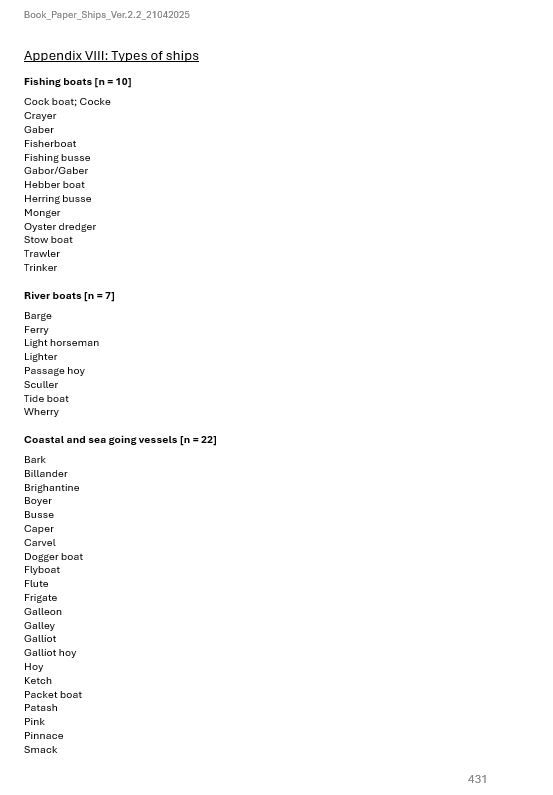 Book_Paper_Ships_Ver.2.2_21042025
Appendix VIII: Types of ships
Fishing boats [n = 10]
Cock boat; Cocke
Crayer
Gaber
Fisherboat
Fishing busse
Gabor/Gaber
Hebber boat
Herring busse
Monger
Oyster dredger
Stow boat
Trawler
Trinker
River boats [n = 7]
Barge
Ferry
Light horseman
Lighter
Passage hoy
Sculler
Tide boat
Wherry
Coastal and sea going vessels [n = 22]
Bark
Billander
Brighantine
Boyer
Busse
Caper
Carvel
Dogger boat
Flyboat
Flute
Frigate
Galleon
Galley
Galliot
Galliot hoy
Hoy
Ketch
Packet boat
Patash
Pink
Pinnace
Smack
431